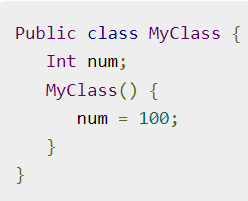 Public class MyClass {
   Int num;
   MyClass() {
      num = 100;
   }
}